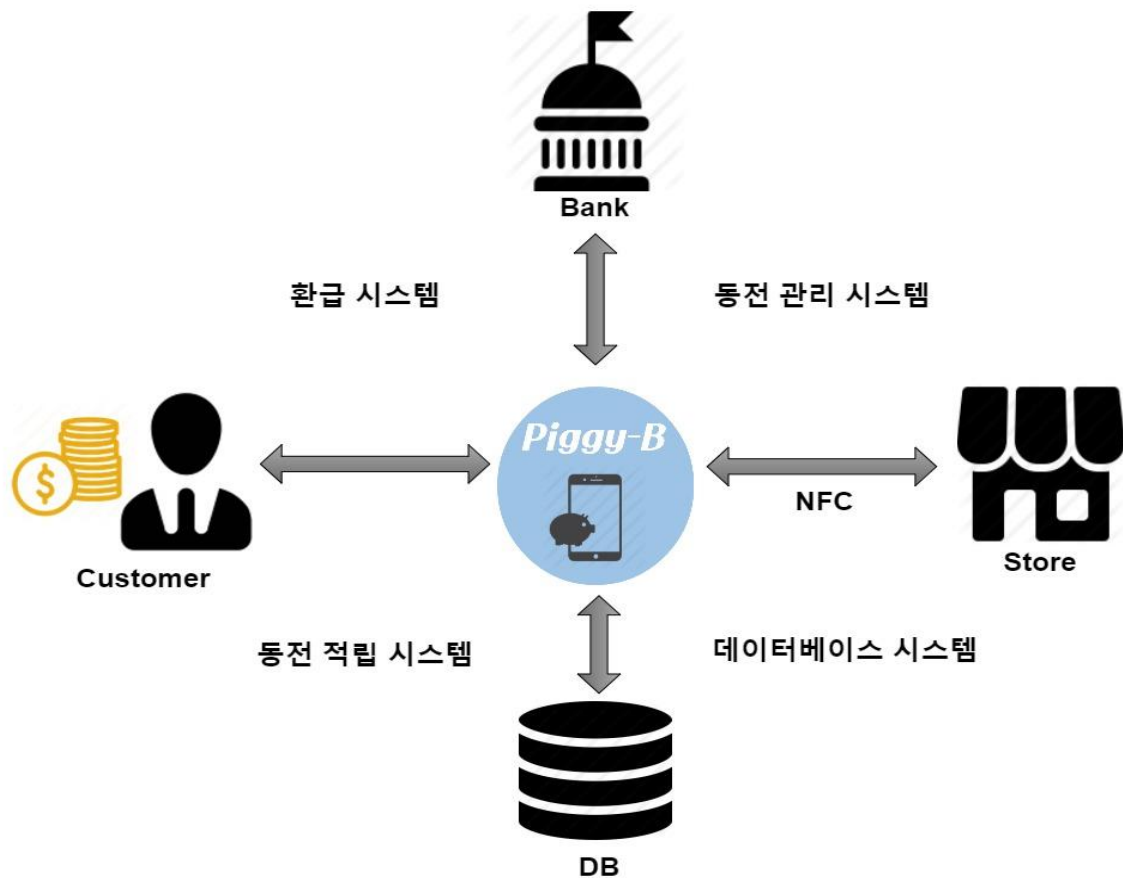 Bank
환급 시스템
동전 관리 시스템
Piggy-B
$
NFC
Customer
Store
동전 적립 시스템
데이터베이스 시스템
DB